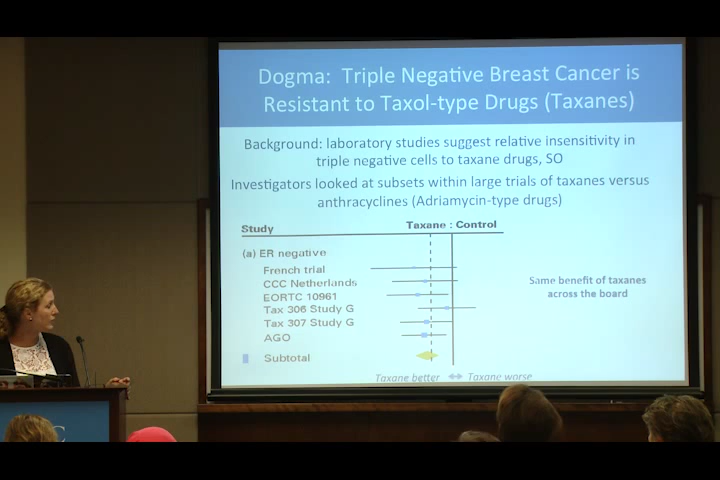 Dogma: Triple Negative Breast Cancer is
Resistant to Taxol-type Drugs (Taxanes)
Background: laboratory studies suggest relative insensitivity in
triple negative cells to taxane drugs, SO
Investigators looked at subsets within large trials of taxanes versus
anthracyclines (Adriamycin-type drugs)
Study Taxane : Control
(a) ER negative
French trial
CCC Netherlands
EORTC 10961
Tax 306 Study G
Tax 307 Study G
AGO
Subtotal
Same benefit of taxanes
across the board
Taxane better Taxane worse